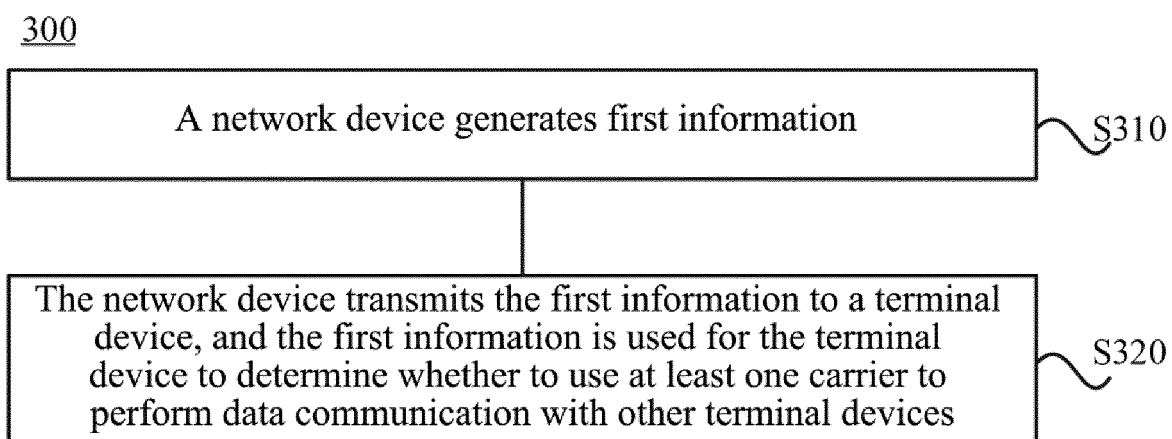 300
A network device generates first information
S310
The network device transmits the first information to a terminal
device, and the first information is used for the terminal
device to determine whether to use at least one carrier to
perform data communication with other terminal devices
S320